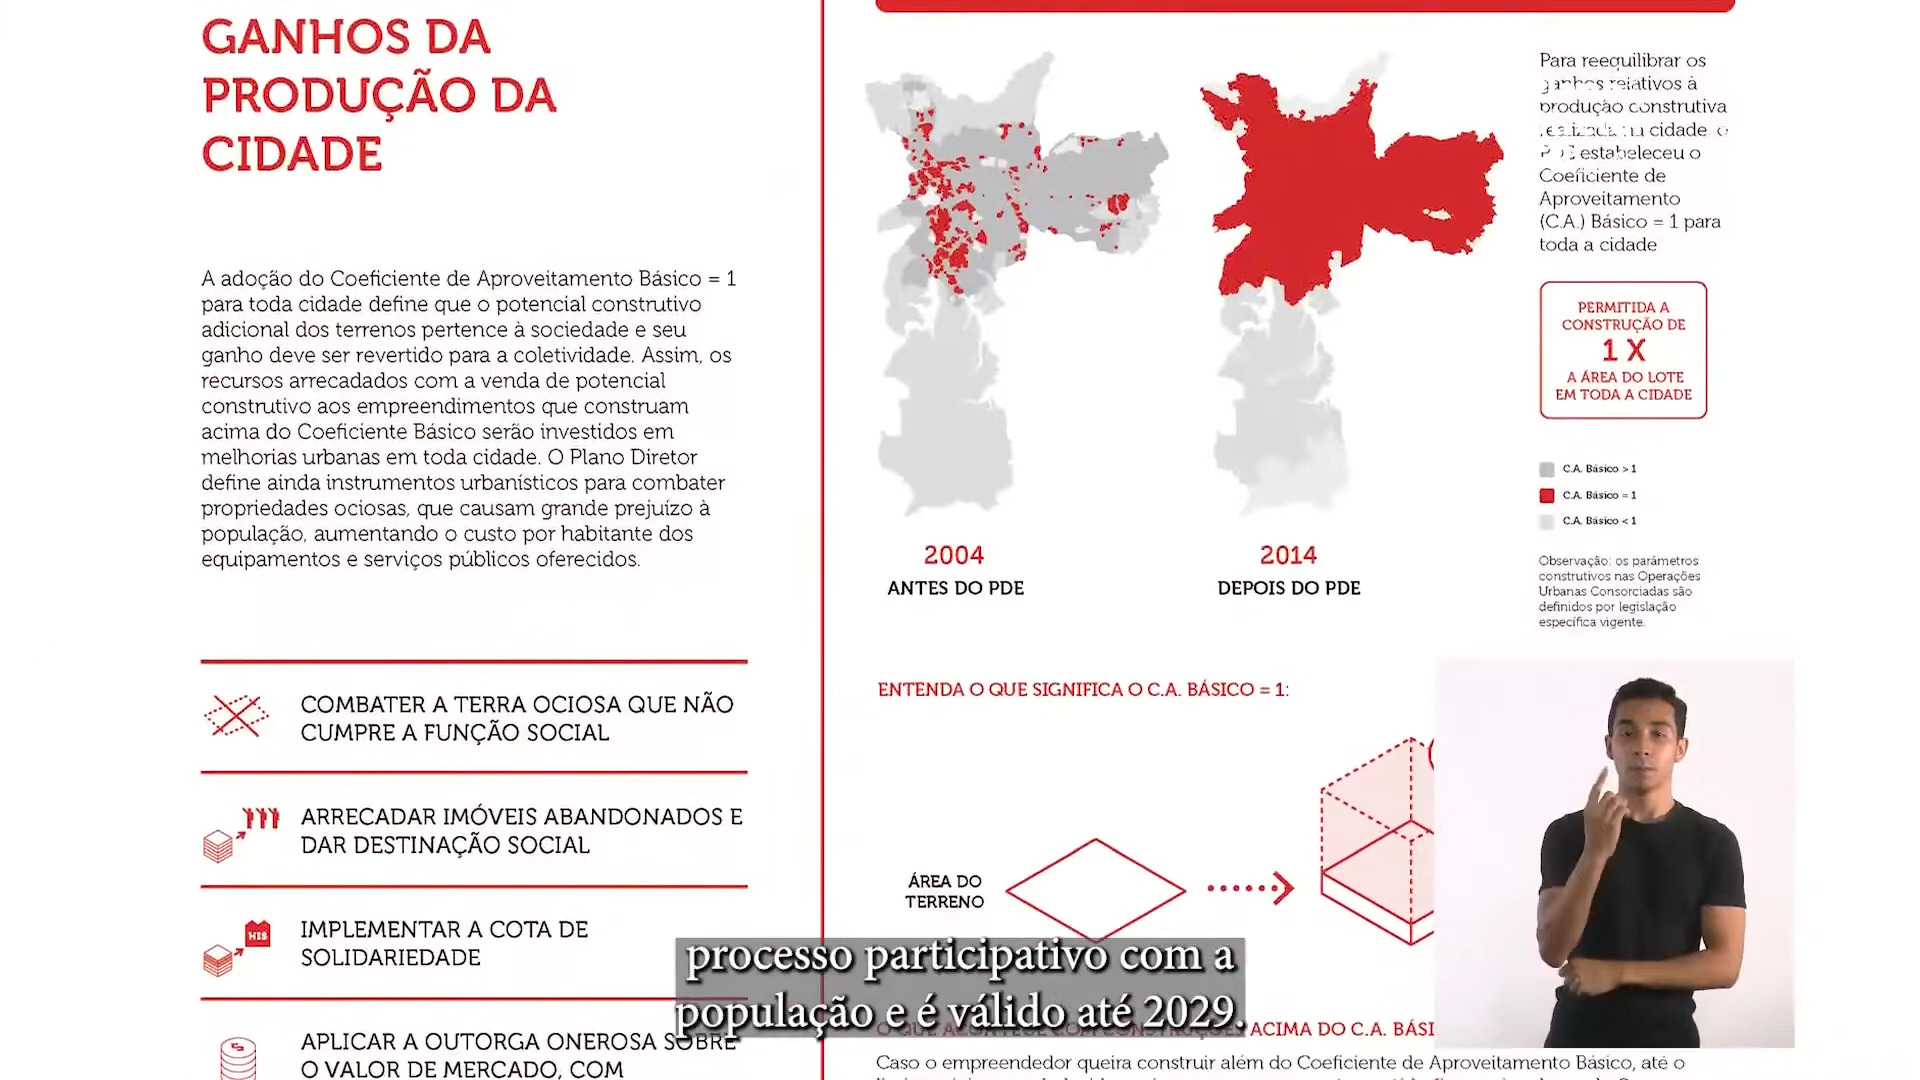 GANHOS DA
PRODUÇÃO DA
CIDADE
A adoção do Coeficiente de Aproveitamento Básico = 1
para toda cidade define que o potencial construtivo
adicional dos terrenos pertence à sociedade e seu
ganho deve ser revertido para a coletividade. Assim, os
recursos arrecadados com a venda de potencial
construtivo aos empreendimentos que construam
acima do Coeficiente Básico serão investidos em
melhorias urbanas em toda cidade. O Plano Diretor
define ainda instrumentos urbanísticos para combater
propriedades ociosas, que causam grande prejuízo à
população, aumentando o custo por habitante dos
equipamentos e serviços públicos oferecidos.
COMBATER A TERRA OCIOSA QUE NÃO
CUMPRE A FUNÇÃO SOCIAL
ARRECADAR IMÓVEIS ABANDONADOS E
DAR DESTINAÇÃO SOCIAL
HIS
IMPLEMENTAR A COTA DE
SOLIDARIEDADE
APLICAR A OUTORGA ONEROSA SOBRE
O VALOR DE MERCADO, COM
2004
ANTES DO PDE
2014
DEPOIS DO PDE
Para reequilibrar os
ganhos relativos à
produção construtiva
realizada na cidade, o
PDE estabeleceu o
Coeficiente de
Aproveitamento
(C.A.) Básico = 1 para
toda a cidade
PERMITIDA A
CONSTRUÇÃO DE
1 X
A ÁREA DO LOTE
EM TODA A CIDADE
C.A. Básico > 1
C.A. Básico = 1
C.A. Básico < 1
Observação: os parâmetros
construtivos nas Operações
Urbanas Consorciadas são
definidos por legislação
específica vigente.
ENTENDA O QUE SIGNIFICA O C.A. BÁSICO = 1:
ÁREA DO
TERRENO
processo participativo com a
população e é válido até 2029.
ACIMA DO C.A. BÁSI
Caso o empreendedor queira construir além do Coeficiente de Aproveitamento Básico, até o